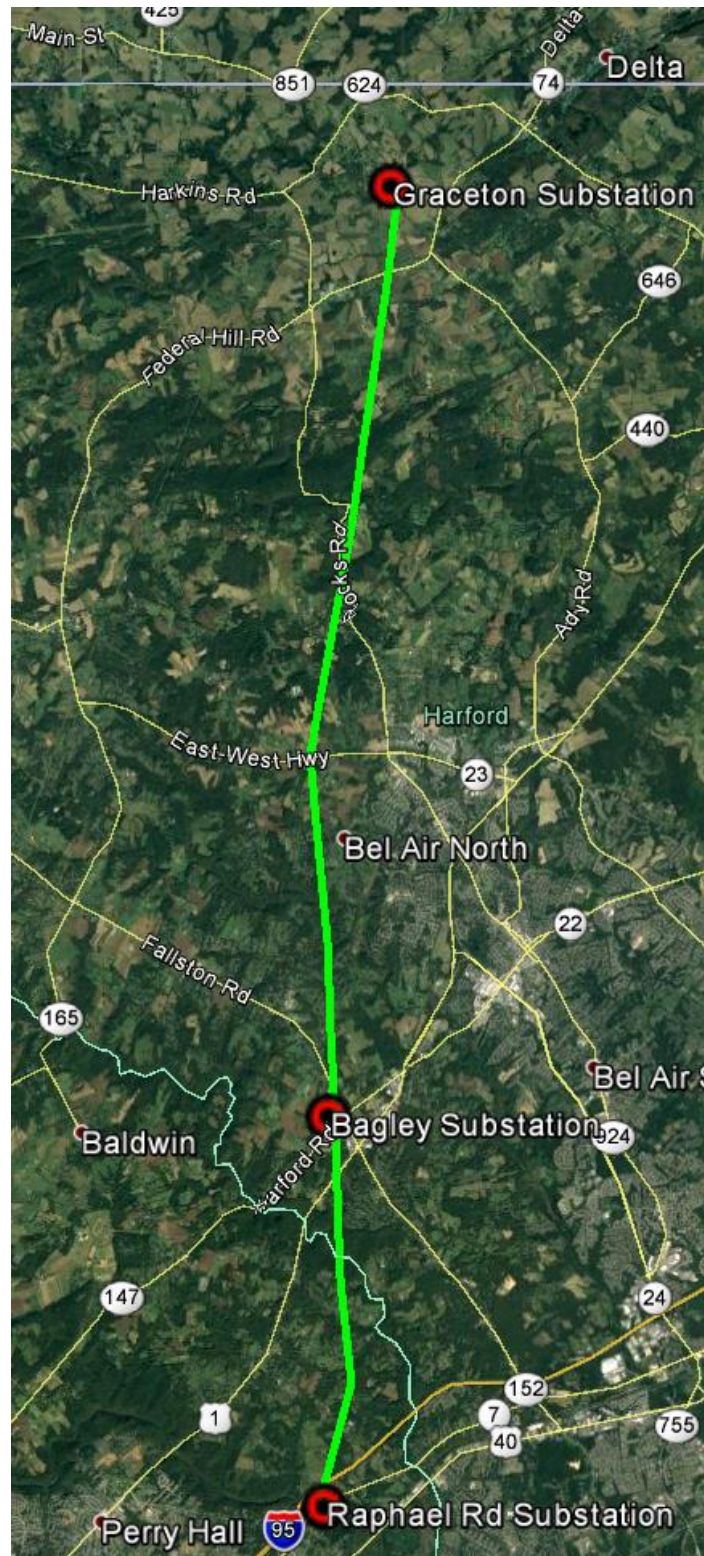 425
Main St
Delta
Delta
851
624
74
Harkins Rd
Graceton Substation
646
Federal Hill Rd
440
Rocks Rd
Ady Rd
Harford
East-West Hwy
23
Bel Air North
22
Fallston Rd
165
Bel Air S
Bagley Substation
924
Baldwin
Harford Rd
147
24
152
1
7
40
755
Raphael Rd Substation
Perry Hall
95